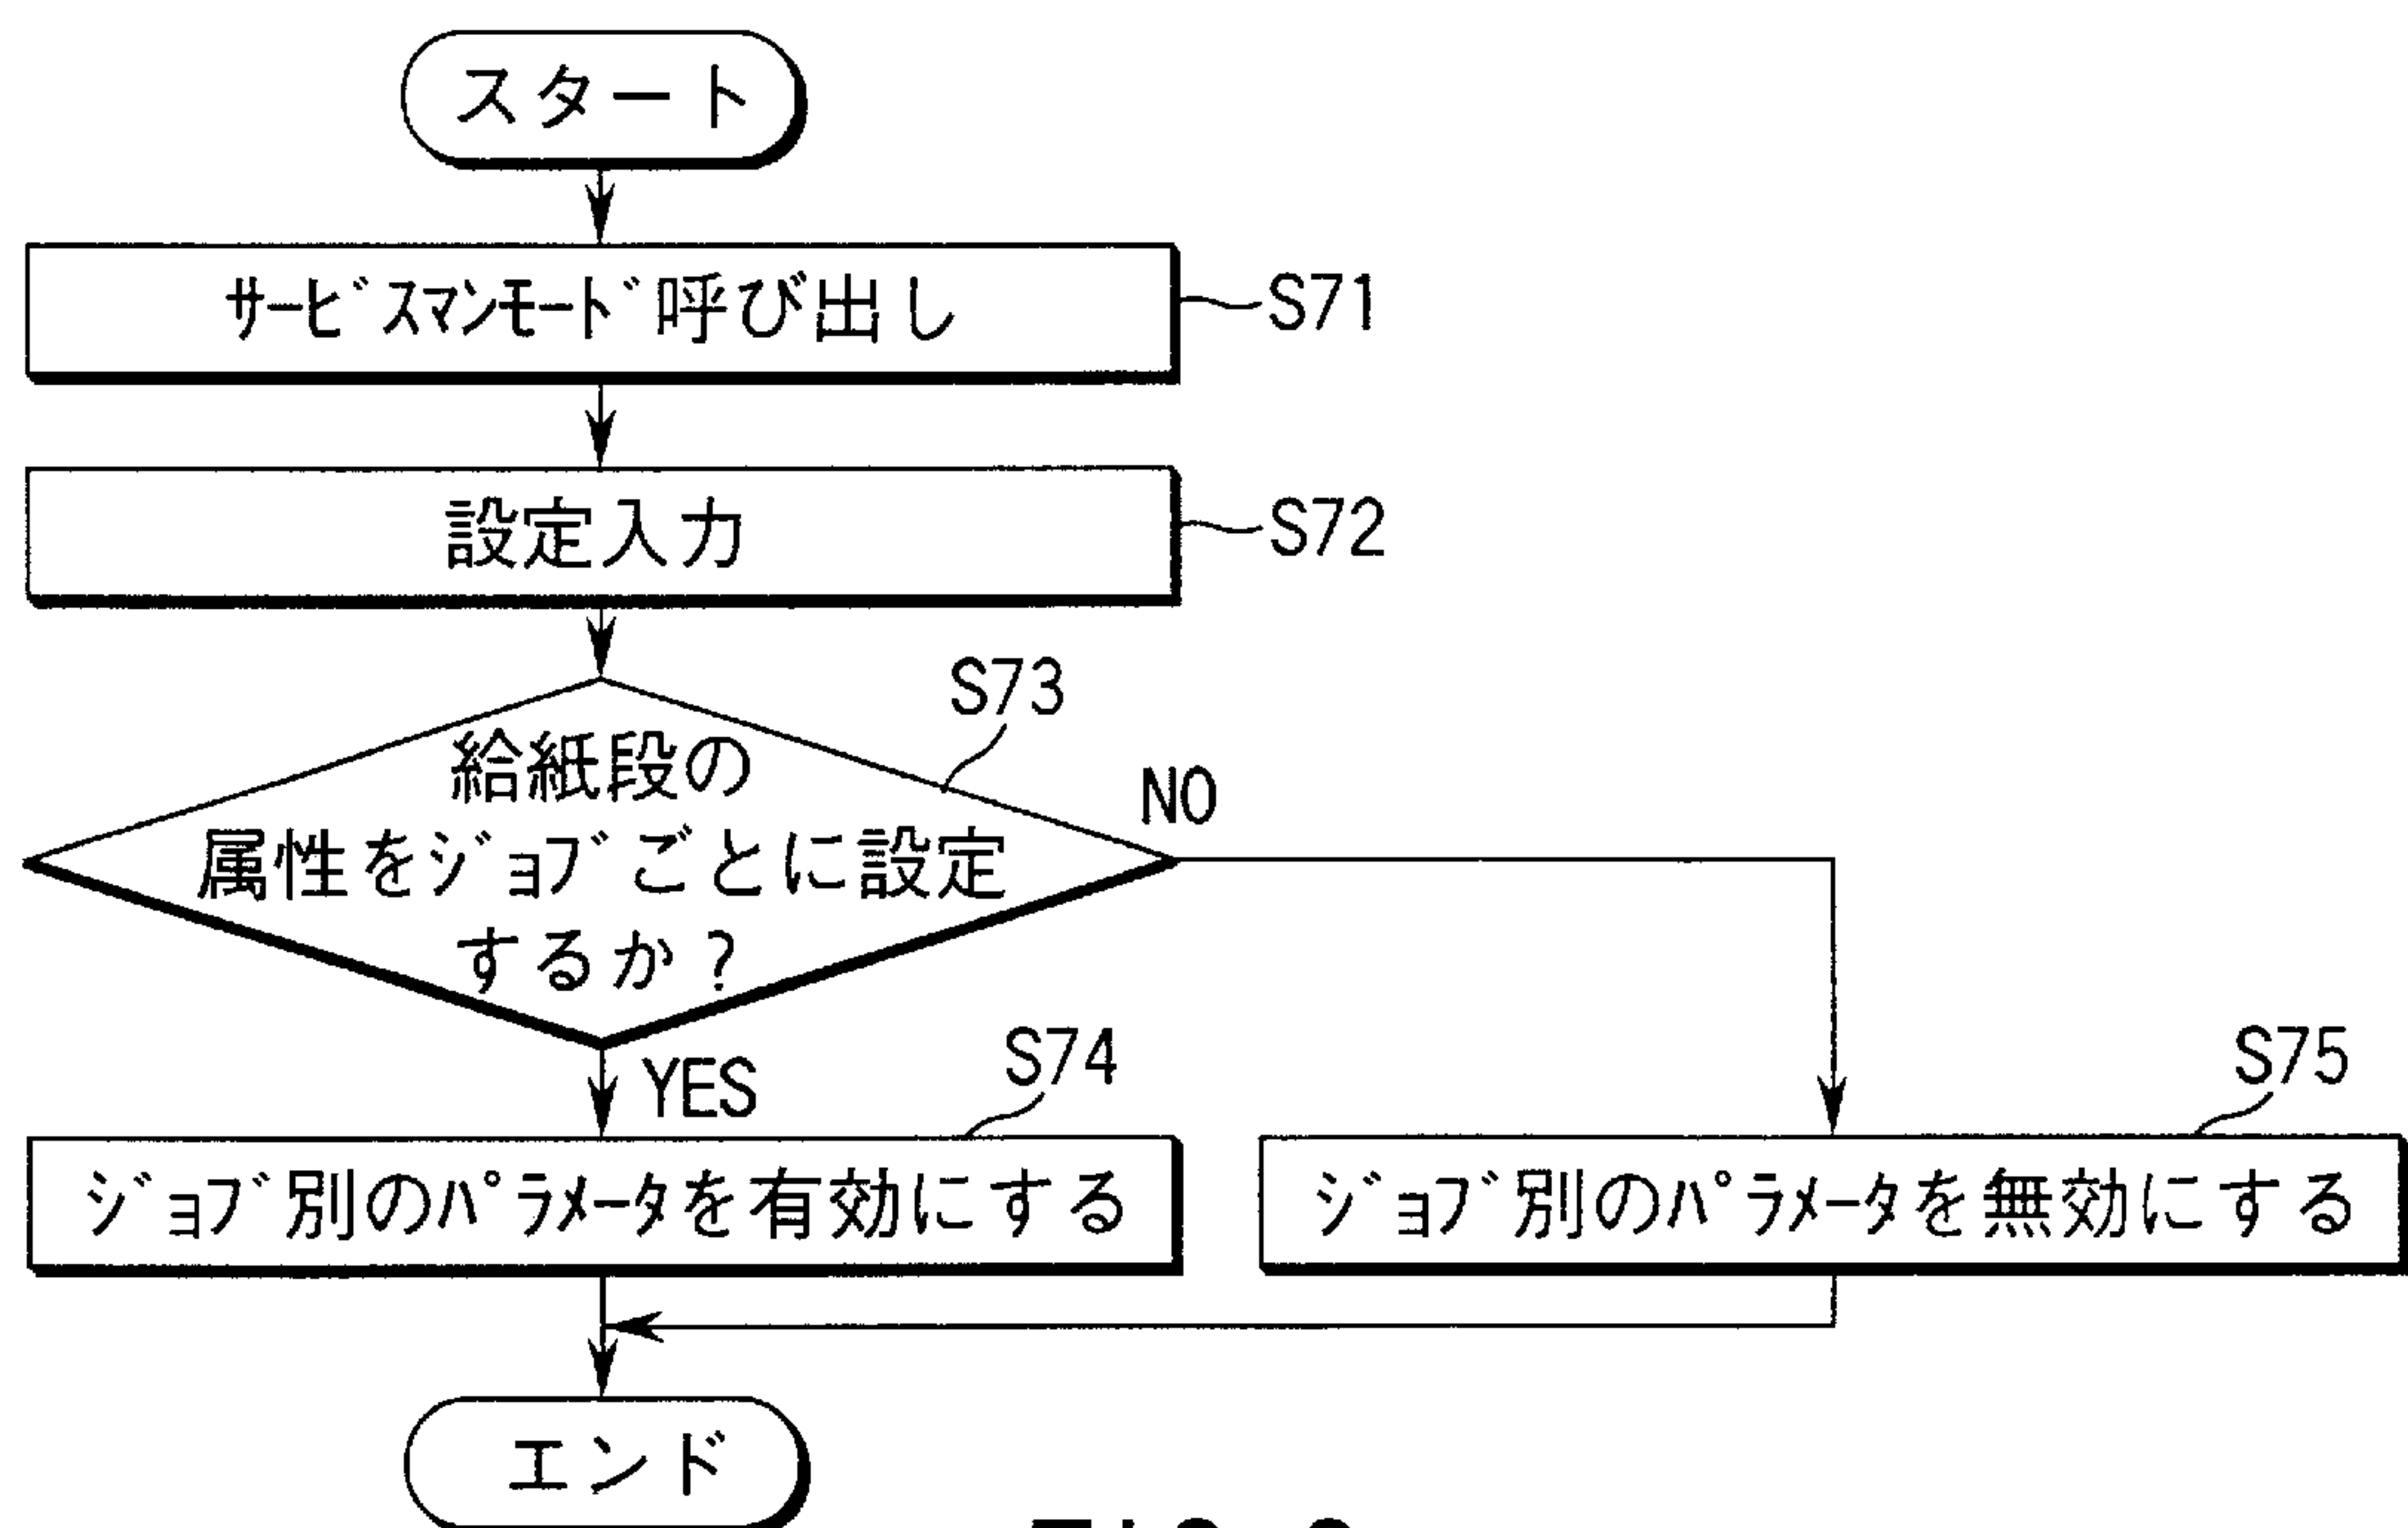 スタート
ｻｰﾋﾞｽﾏﾝﾓｰﾄﾞ呼び出し
S71
設定入力
S72
S73
給紙段の
属性をｼﾞｮﾌﾞごとに設定
するか？
NO
YES
S74
S75
ｼﾞｮﾌﾞ別のﾊﾟﾗﾒｰﾀを有効にする
ｼﾞｮﾌﾞ別のﾊﾟﾗﾒｰﾀを無効にする
エンド